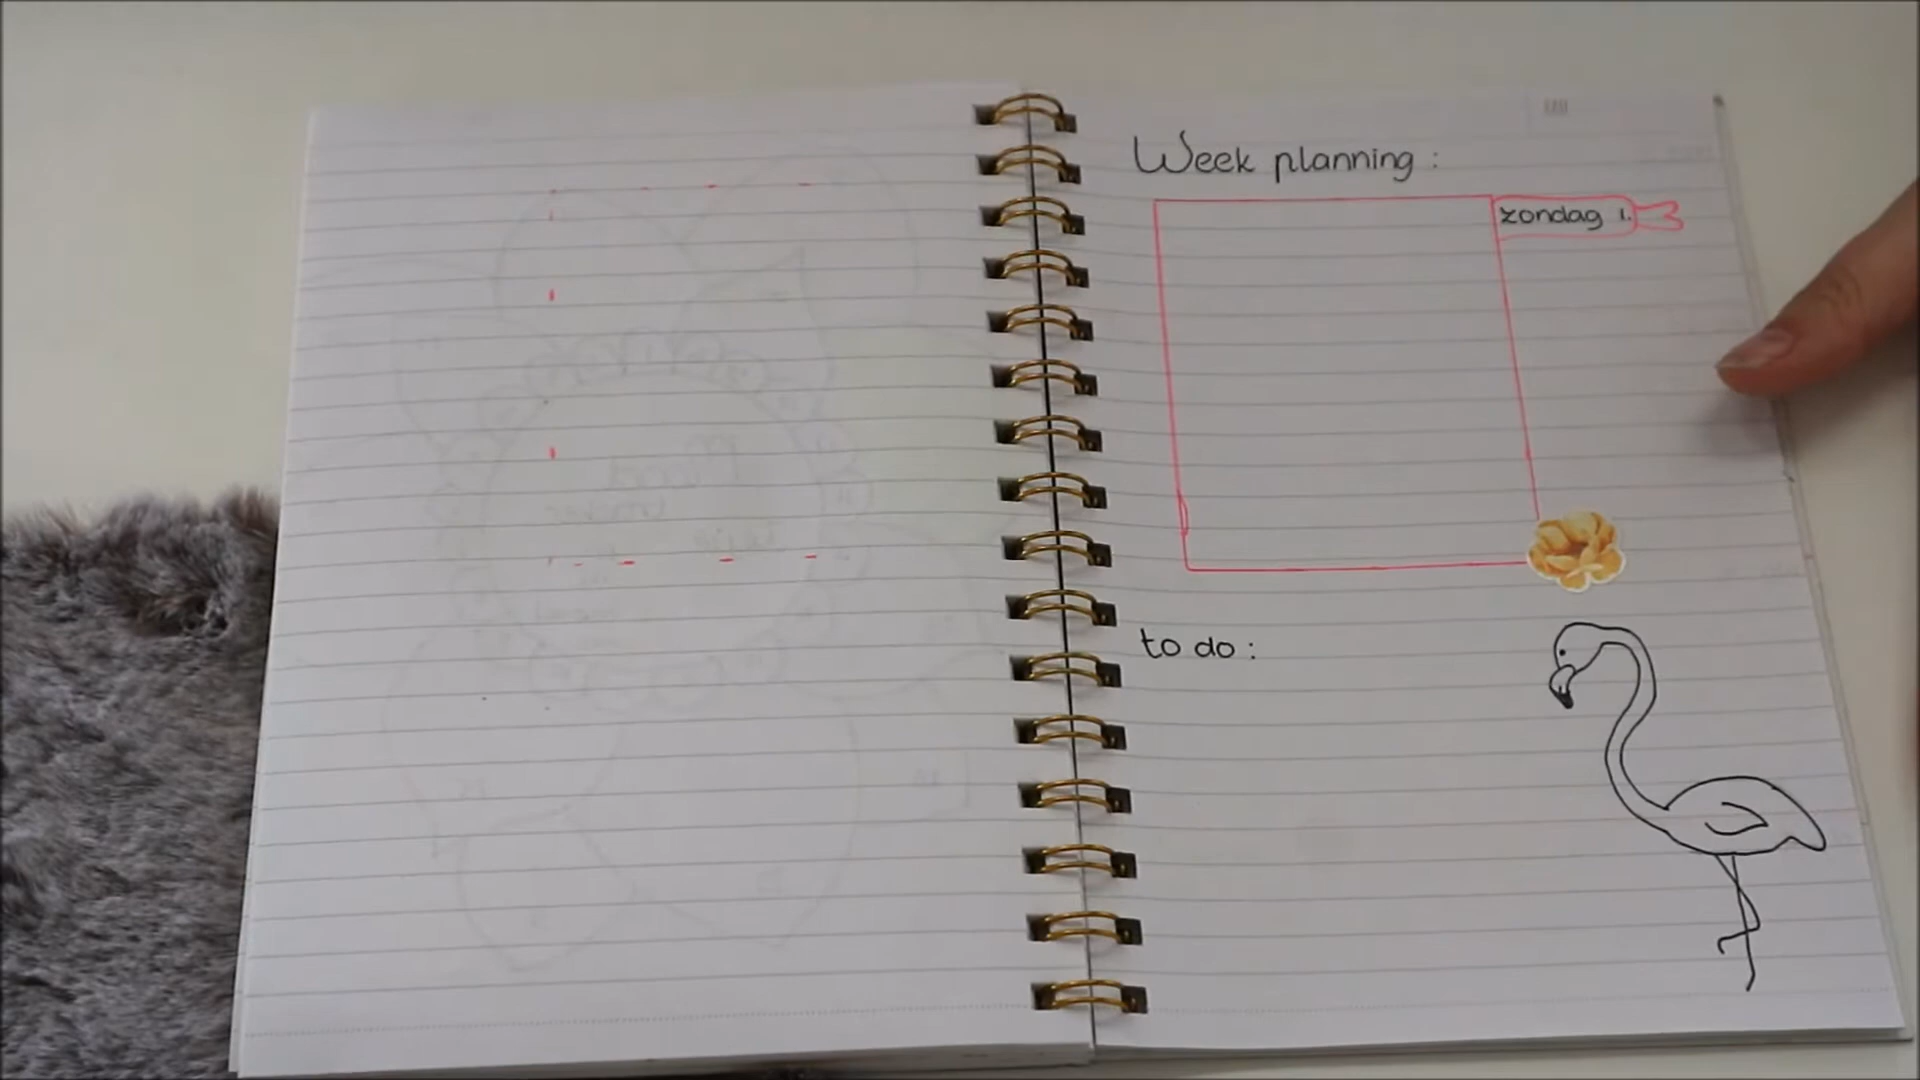 Week planning :
zondag 1.
to do :